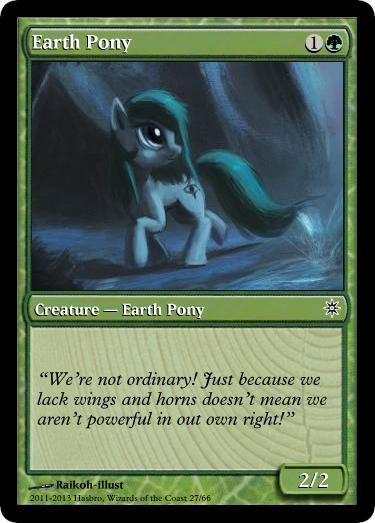 Earth Pony 1
Creature — Earth Pony
“We’re not ordinary! Just because we
lack wings and horns doesn’t mean we
aren’t powerful in out own right!”
2/2
Raikoh-illust
2011-2013 Hasbro, Wizards of the Coast 27/66